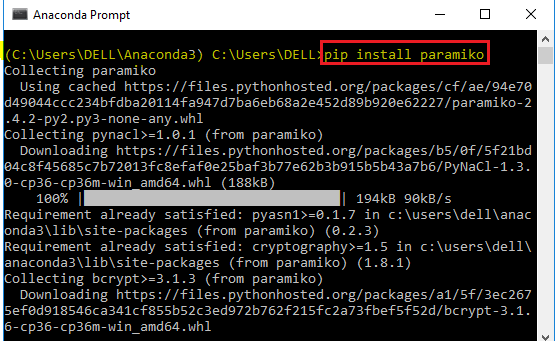 Anaconda Prompt
(C:\Users\DELL\Anaconda3) C:\Users\DELL>pip install paramiko
Collecting paramiko
  Using cached https://files.pythonhosted.org/packages/cf/ae/94e70
d49044ccc234bfdba20114fa947d7ba6eb68a2e452d89b920e62227/paramiko-2
.4.2-py2.py3-none-any.whl
Collecting pynacl>=1.0.1 (from paramiko)
  Downloading https://files.pythonhosted.org/packages/b5/0f/5f21bd
04c8f45685c7b72013fc8efaf0e25baf3b77e62b3b915b5b43a7b6/PyNaCl-1.3.
0-cp36-cp36m-win_amd64.whl (188kB)
    100% |████████████████████████████████| 194kB 90kB/s
Requirement already satisfied: pyasn1>=0.1.7 in c:\users\dell\anac
onda3\lib\site-packages (from paramiko) (0.2.3)
Requirement already satisfied: cryptography>=1.5 in c:\users\dell\
anaconda3\lib\site-packages (from paramiko) (1.8.1)
Collecting bcrypt>=3.1.3 (from paramiko)
  Downloading https://files.pythonhosted.org/packages/a1/5f/3ec267
5ef0d918546ca341cf855b52c3ed972b762f215fc2a73fbef5f52d/bcrypt-3.1.
6-cp36-cp36m-win_amd64.whl